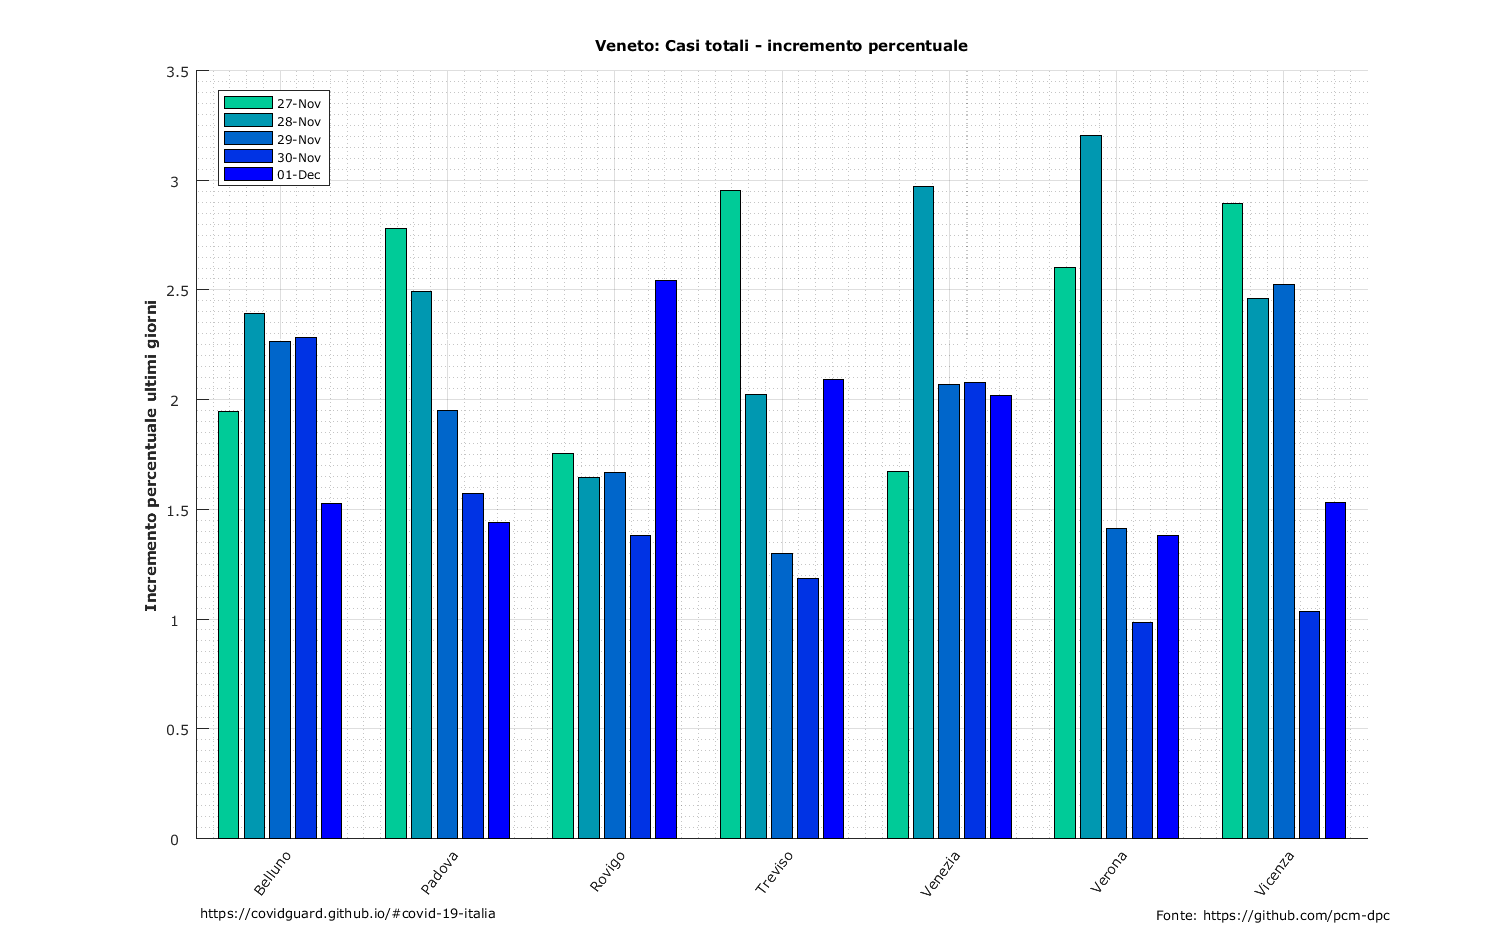 Veneto: Casi totali - incremento percentuale
3.5
3
2.5
2
1.5
1
0.5
0
Incremento percentuale ultimi giorni
27-Nov
28-Nov
29-Nov
30-Nov
01-Dec
Belluno
Padova
Rovigo
Treviso
Venezia
Verona
Vicenza
https://covidguard.github.io/#covid-19-italia
Fonte: https://github.com/pcm-dpc